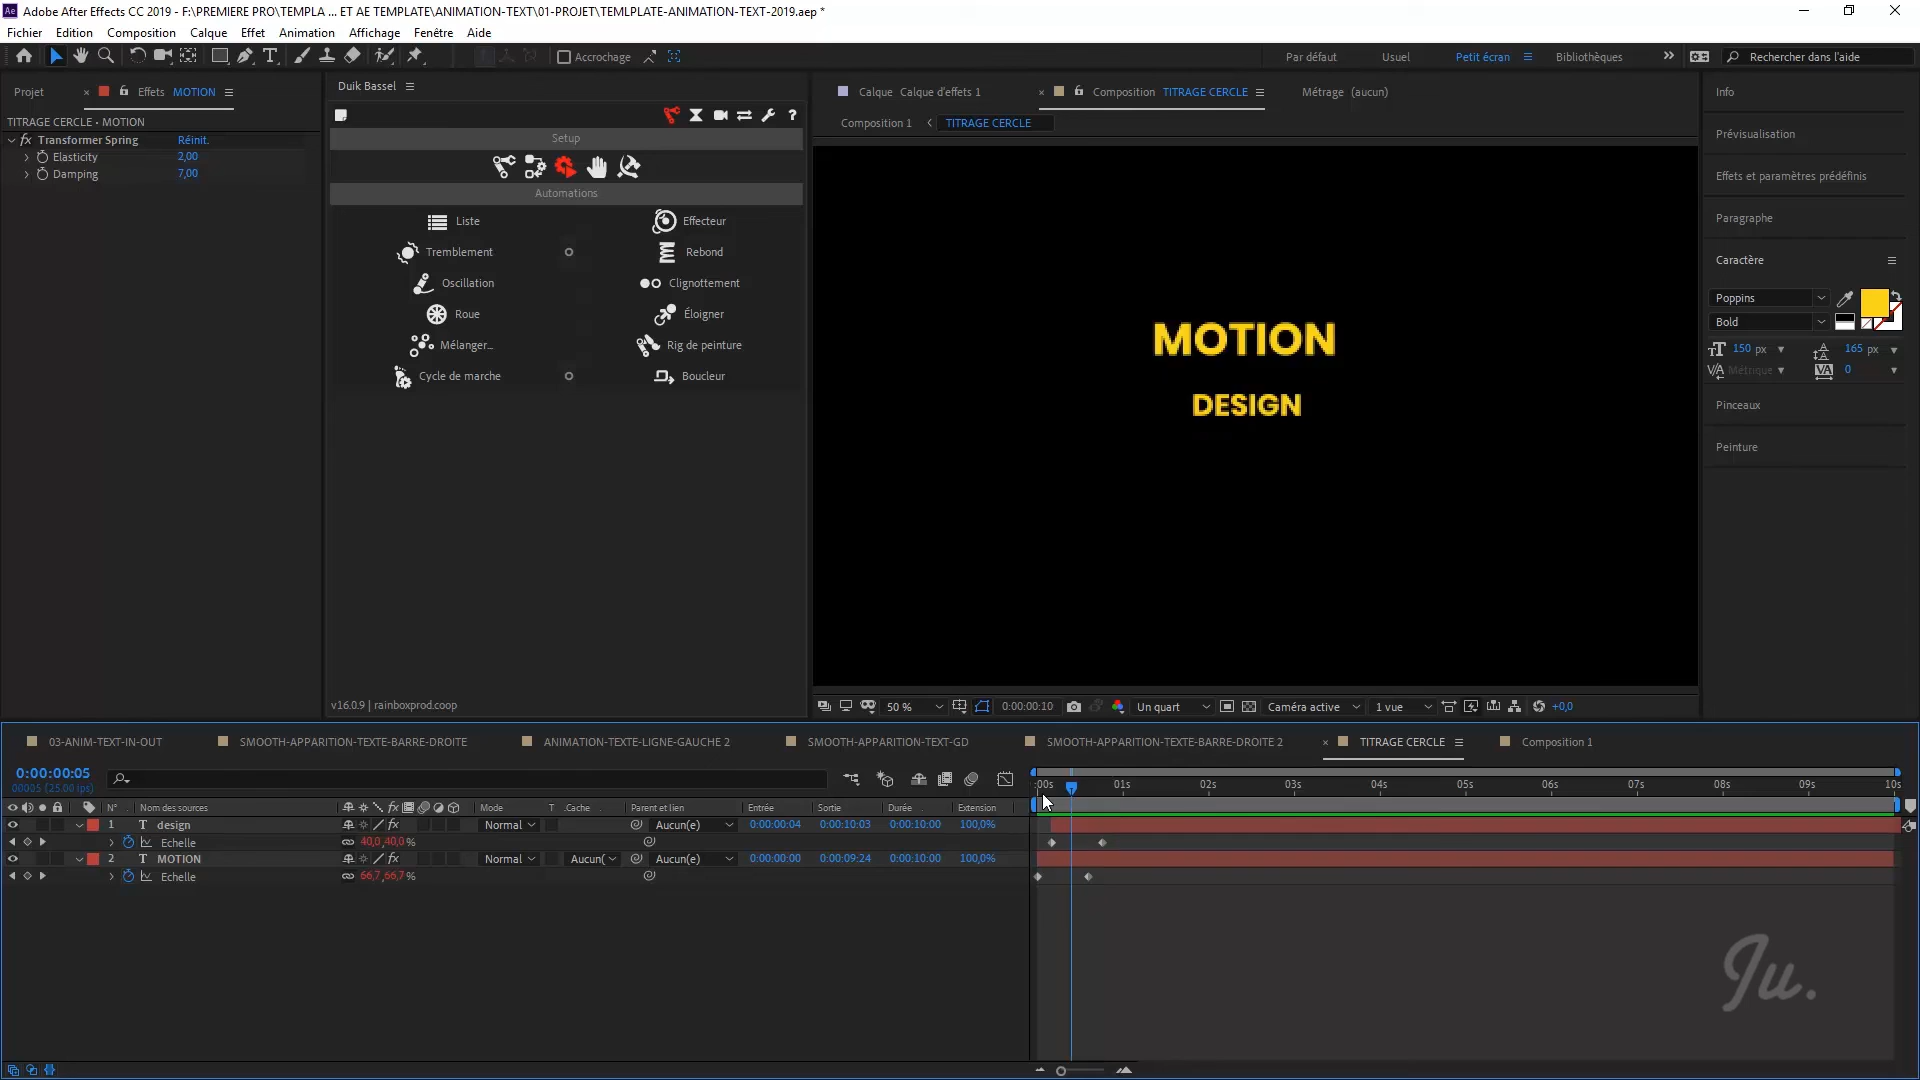 Adobe After Effects CC 2019 - F:\PREMIERE PRO\TEMPLA ... ET AE TEMPLATE\ANIMATION-TEXT\01-PROJET\TEMLPLATE-ANIMATION-TEXT-2019.aep *
Fichier Edition Composition Calque Effet Animation Affichage Fenêtre Aide
Accrochage Par défaut Usuel Petit écran Bibliothèques Rechercher dans l'aide
Projet Effets MOTION
TITRAGE CERCLE • MOTION
fx Transformer Spring Réinit.
Elasticity 2,00
Damping 7,00
Duik Bassel
Setup
Automations
Liste Effecteur
Tremblement Rebond
Oscillation Clignottement
Roue Éloigner
Mélanger... Rig de peinture
Cycle de marche Boucleur
v16.0.9 | rainboxprod.coop
Calque Calque d'effets 1 Composition TITRAGE CERCLE Métrage (aucun)
Composition 1 TITRAGE CERCLE
MOTION
DESIGN
50 % 0:00:00:10 Un quart Caméra active 1 vue +0,0
Info
Prévisualisation
Effets et paramètres prédéfinis
Paragraphe
Caractère
Poppins
Bold
150 px 165 px
Métrique 0
Pinceaux
Peinture
03-ANIM-TEXT-IN-OUT SMOOTH-APPARITION-TEXTE-BARRE-DROITE ANIMATION-TEXTE-LIGNE-GAUCHE 2 SMOOTH-APPARITION-TEXT-GD SMOOTH-APPARITION-TEXTE-BARRE-DROITE 2 TITRAGE CERCLE Composition 1
0:00:00:05
00005 (25.00 ips)
:00s 01s 02s 03s 04s 05s 06s 07s 08s 09s 10s
N° Nom des sources fx Mode T .Cache Parent et lien Entrée Sortie Durée Extension
1 T design fx Normal Aucun(e) 0:00:00:04 0:00:10:03 0:00:10:00 100,0%
Echelle 40,0,40,0 %
2 T MOTION fx Normal Aucun( Aucun(e) 0:00:00:00 0:00:09:24 0:00:10:00 100,0%
Echelle 66,7,66,7 %
Ju.